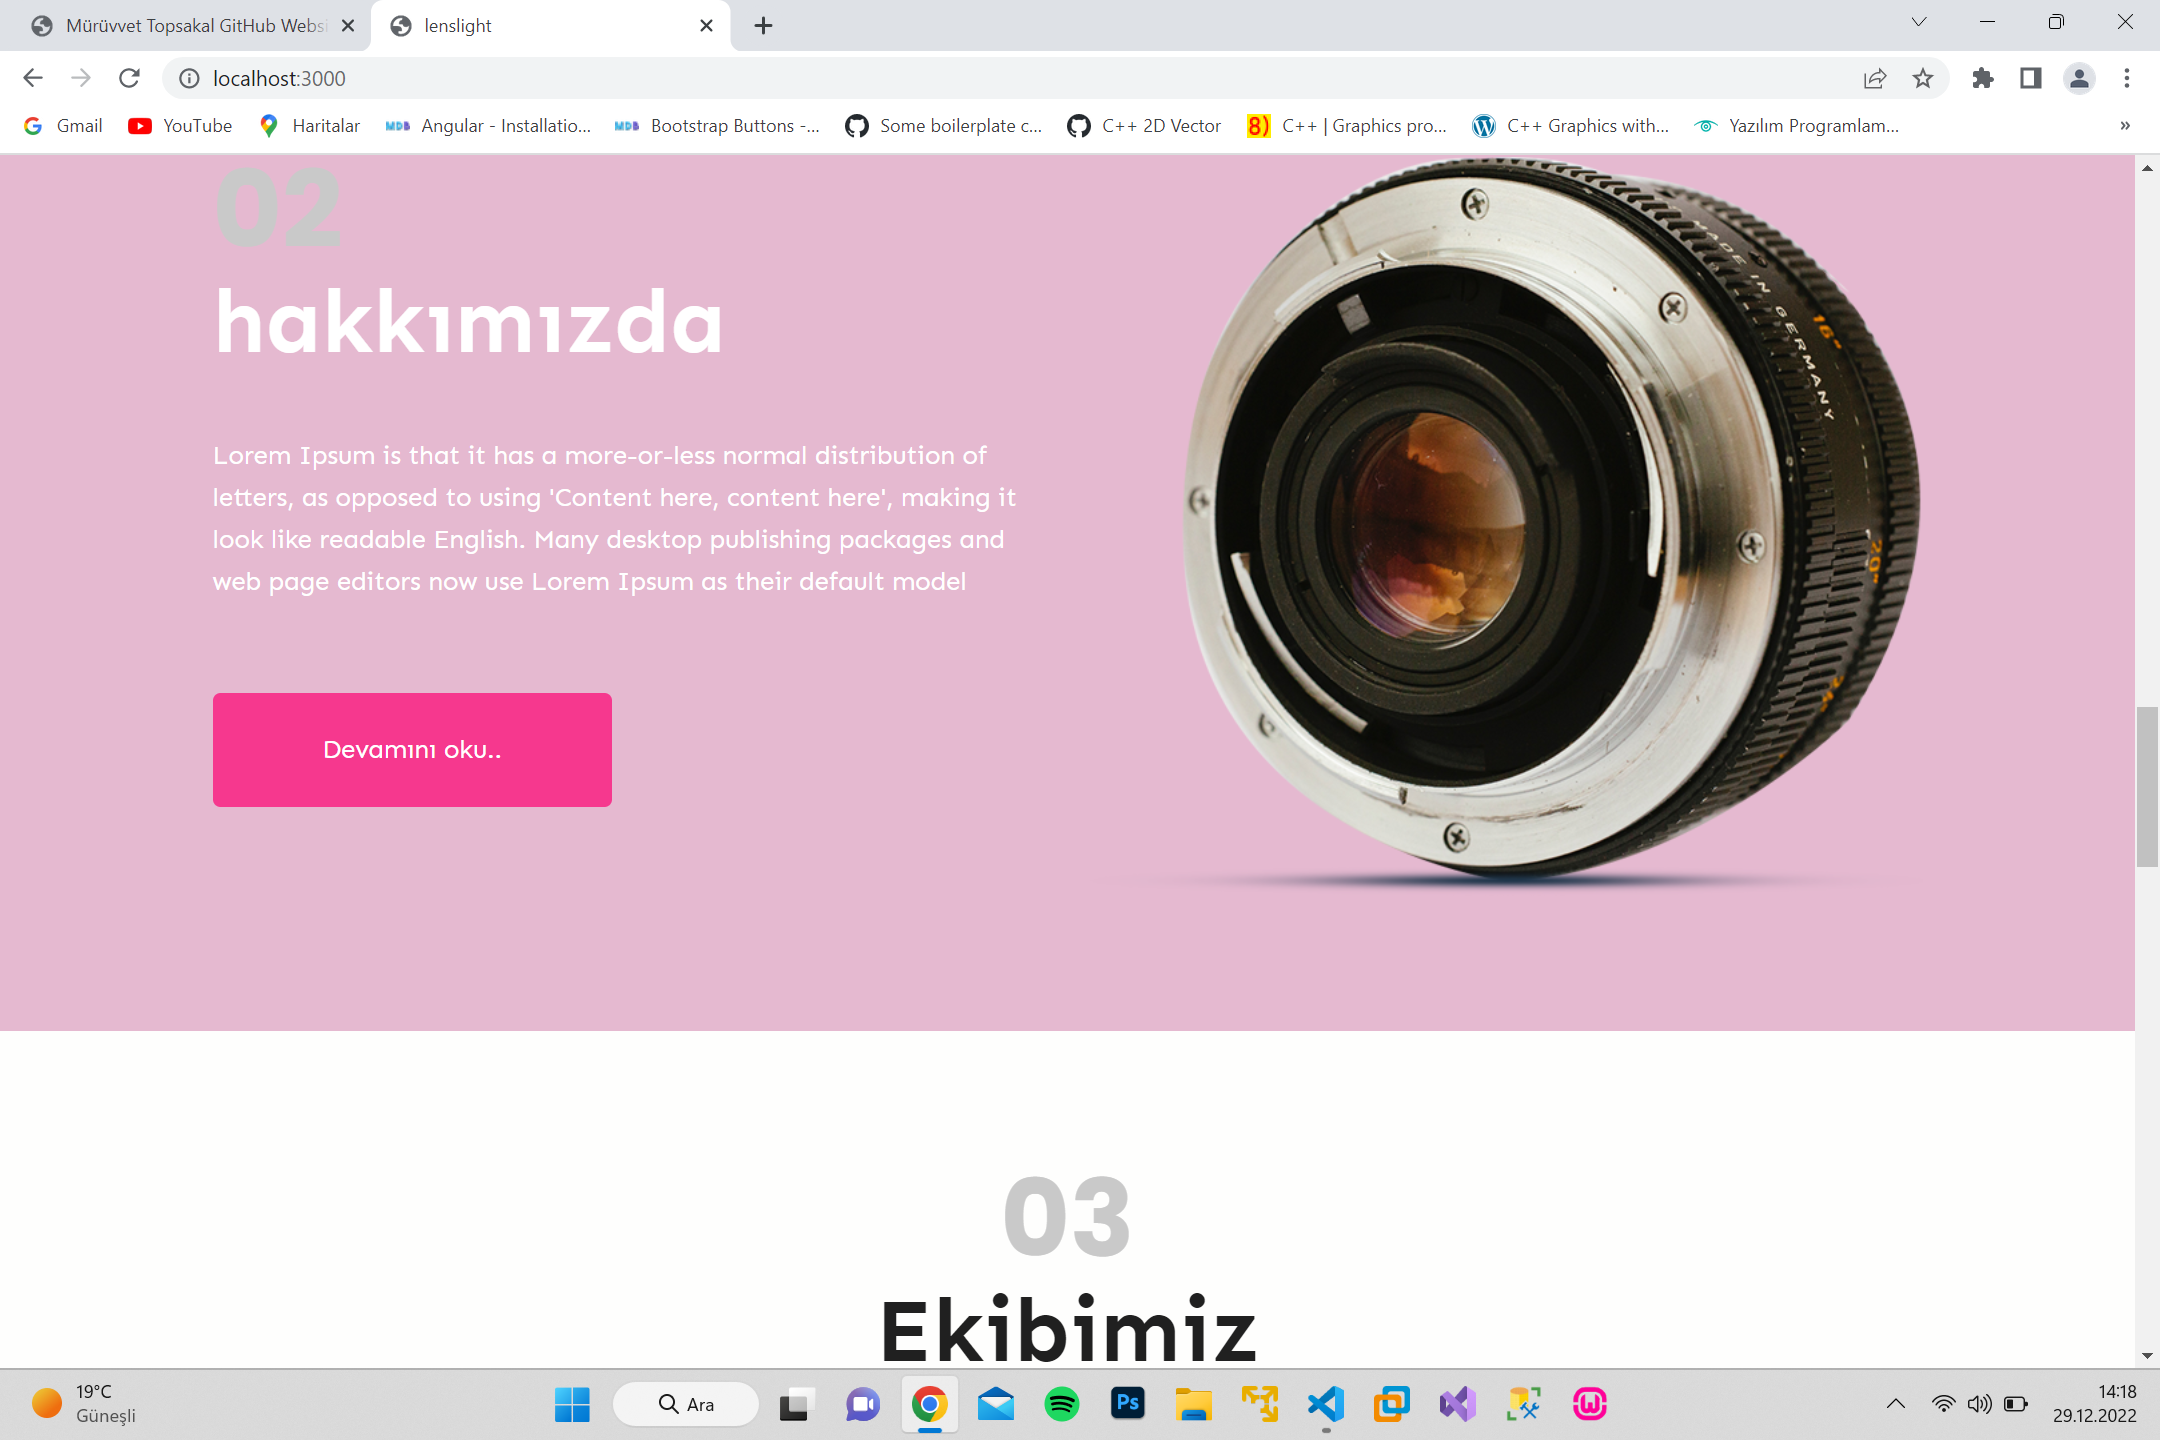 Mürüvvet Topsakal GitHub Websi
lenslight
localhost:3000
Gmail
YouTube
Haritalar
Angular - Installatio...
Bootstrap Buttons -...
Some boilerplate c...
C++ 2D Vector
C++ | Graphics pro...
C++ Graphics with...
Yazılım Programlam...
02
hakkımızda
Lorem Ipsum is that it has a more-or-less normal distribution of
letters, as opposed to using 'Content here, content here', making it
look like readable English. Many desktop publishing packages and
web page editors now use Lorem Ipsum as their default model
Devamını oku..
MADE IN GERMANY
16"
20"
03
Ekibimiz
19°C
Güneşli
Ara
Ps
14:18
29.12.2022